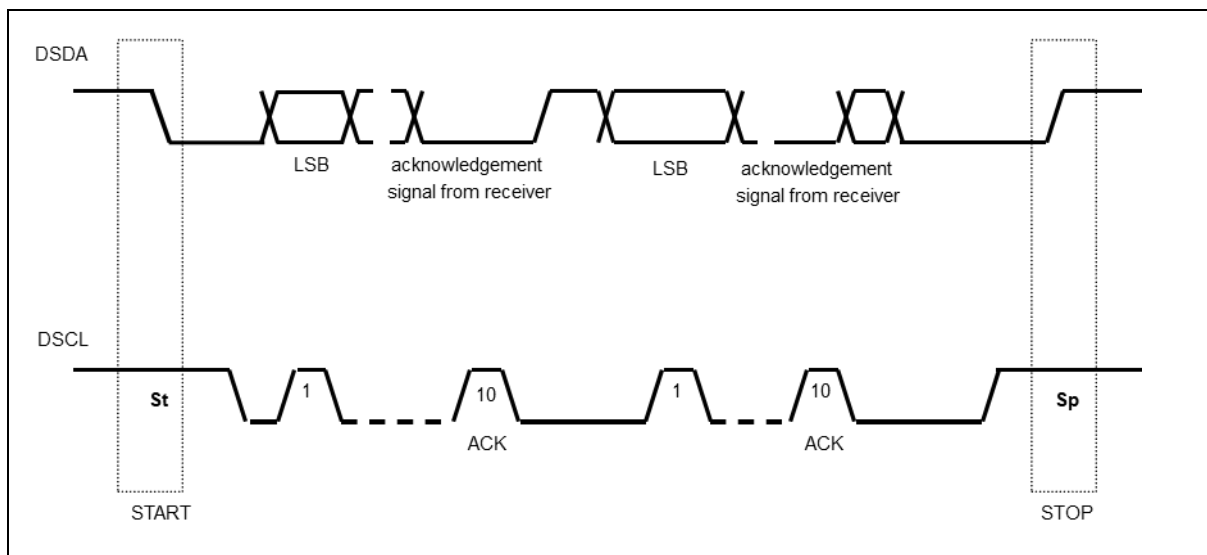 DSDA
LSB
acknowledgement
signal from receiver
LSB
acknowledgement
signal from receiver
DSCL
St
1
10
1
10
Sp
ACK
ACK
START
STOP